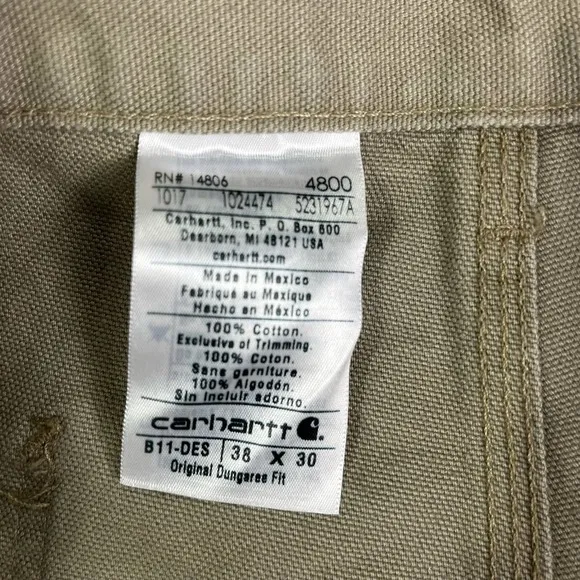 RN# 14806 4800
1017 1024474 5231967A
Carhartt, Inc. P. O. Box 600
Dearborn, MI 48121 USA
carhartt.com
Made in Mexico
Fabriqué au Mexique
Hecho en México
100% Cotton.
Exclusive of Trimming.
100% Coton.
Sans garniture.
100% Algodón.
Sin incluir adorno.
carhartt
B11-DES 38 X 30
Original Dungaree Fit